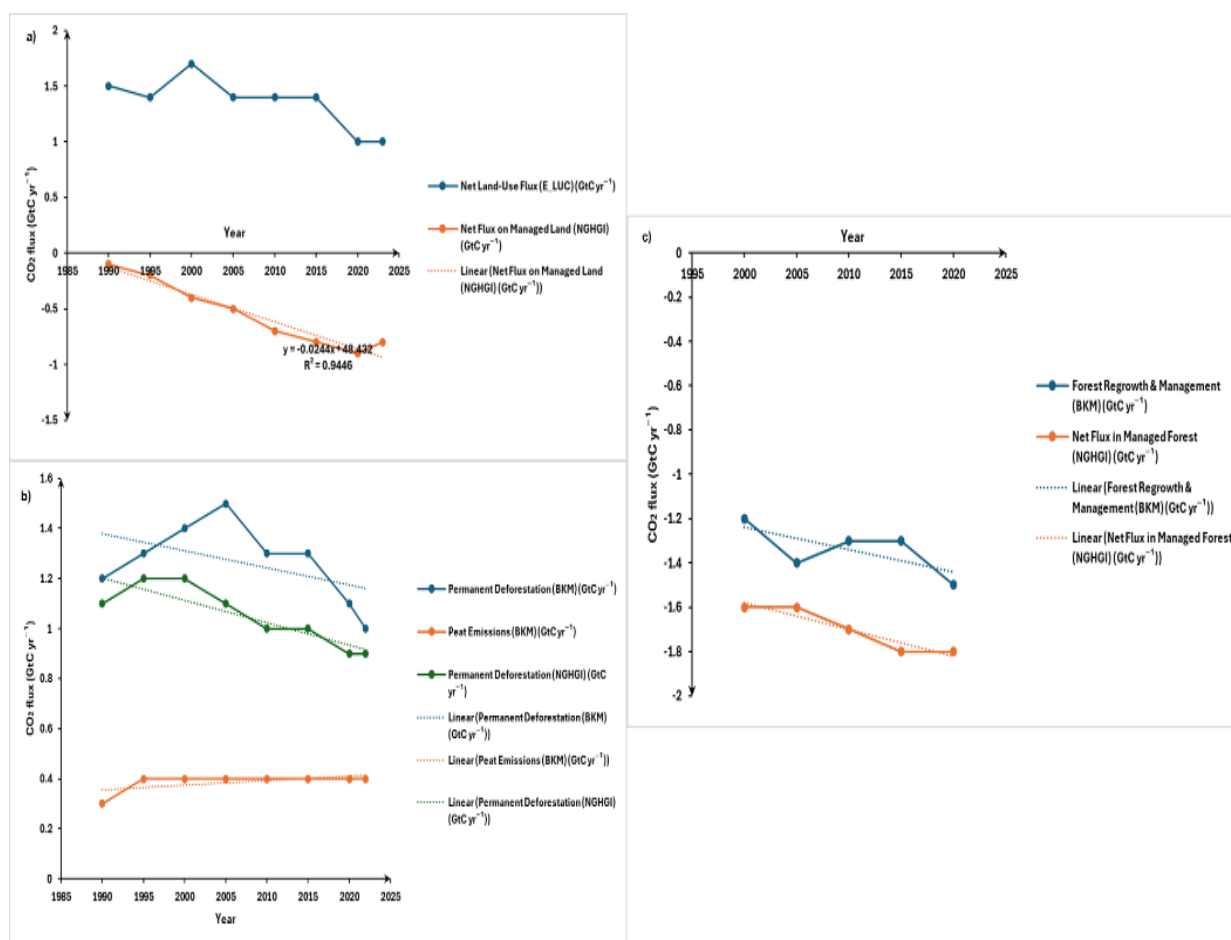 a)
2
1.5
1
0.5
0
-0.5
-1
-1.5
CO₂ flux (GtC yr⁻¹)
Year
1985 1990 1995 2000 2005 2010 2015 2020 2025
y = -0.0244x + 48.432
R² = 0.9446
Net Land-Use Flux (E_LUC) (GtC yr⁻¹)
Net Flux on Managed Land (NGHGI)
(GtC yr⁻¹)
Linear (Net Flux on Managed Land
(NGHGI) (GtC yr⁻¹))
b)
1.6
1.4
1.2
1
0.8
0.6
0.4
0.2
0
CO₂ flux (GtC yr⁻¹)
1985 1990 1995 2000 2005 2010 2015 2020 2025
Year
Permanent Deforestation (BKM) (GtC yr⁻¹)
Peat Emissions (BKM) (GtC yr⁻¹)
Permanent Deforestation (NGHGI) (GtC
yr⁻¹)
Linear (Permanent Deforestation (BKM)
(GtC yr⁻¹))
Linear (Peat Emissions (BKM) (GtC yr⁻¹))
Linear (Permanent Deforestation (NGHGI)
(GtC yr⁻¹))
c)
Year
1995 2000 2005 2010 2015 2020 2025
0
-0.2
-0.4
-0.6
-0.8
-1
-1.2
-1.4
-1.6
-1.8
-2
CO₂ flux (GtC yr⁻¹)
Forest Regrowth & Management
(BKM) (GtC yr⁻¹)
Net Flux in Managed Forest
(NGHGI) (GtC yr⁻¹)
Linear (Forest Regrowth &
Management (BKM) (GtC yr⁻¹))
Linear (Net Flux in Managed Forest
(NGHGI) (GtC yr⁻¹))